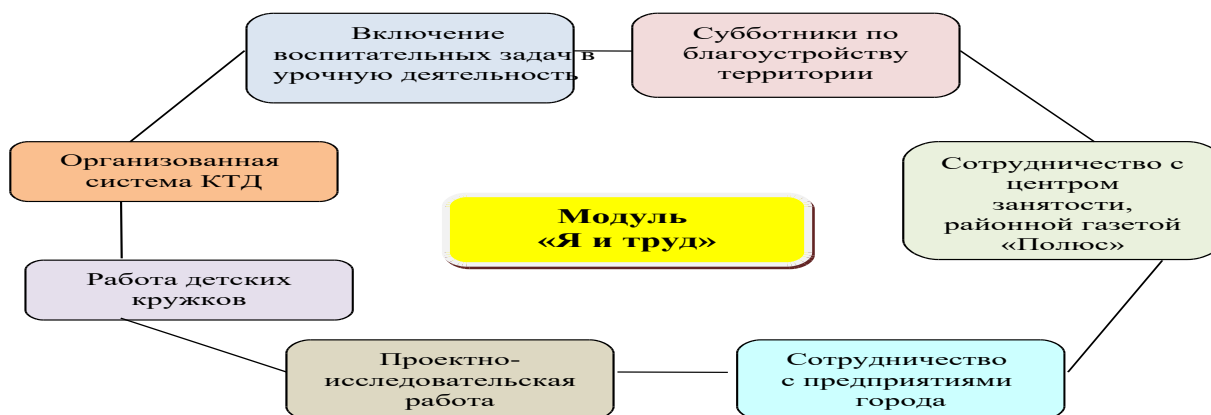 Включение
воспитательных задач в
урочную деятельность
Субботники по
благоустройству
территории
Организованная
система КТД
Сотрудничество с
центром
занятости,
районной газетой
«Полюс»
Модуль
«Я и труд»
Работа детских
кружков
Проектно-
исследовательская
работа
Сотрудничество
с предприятиями
города